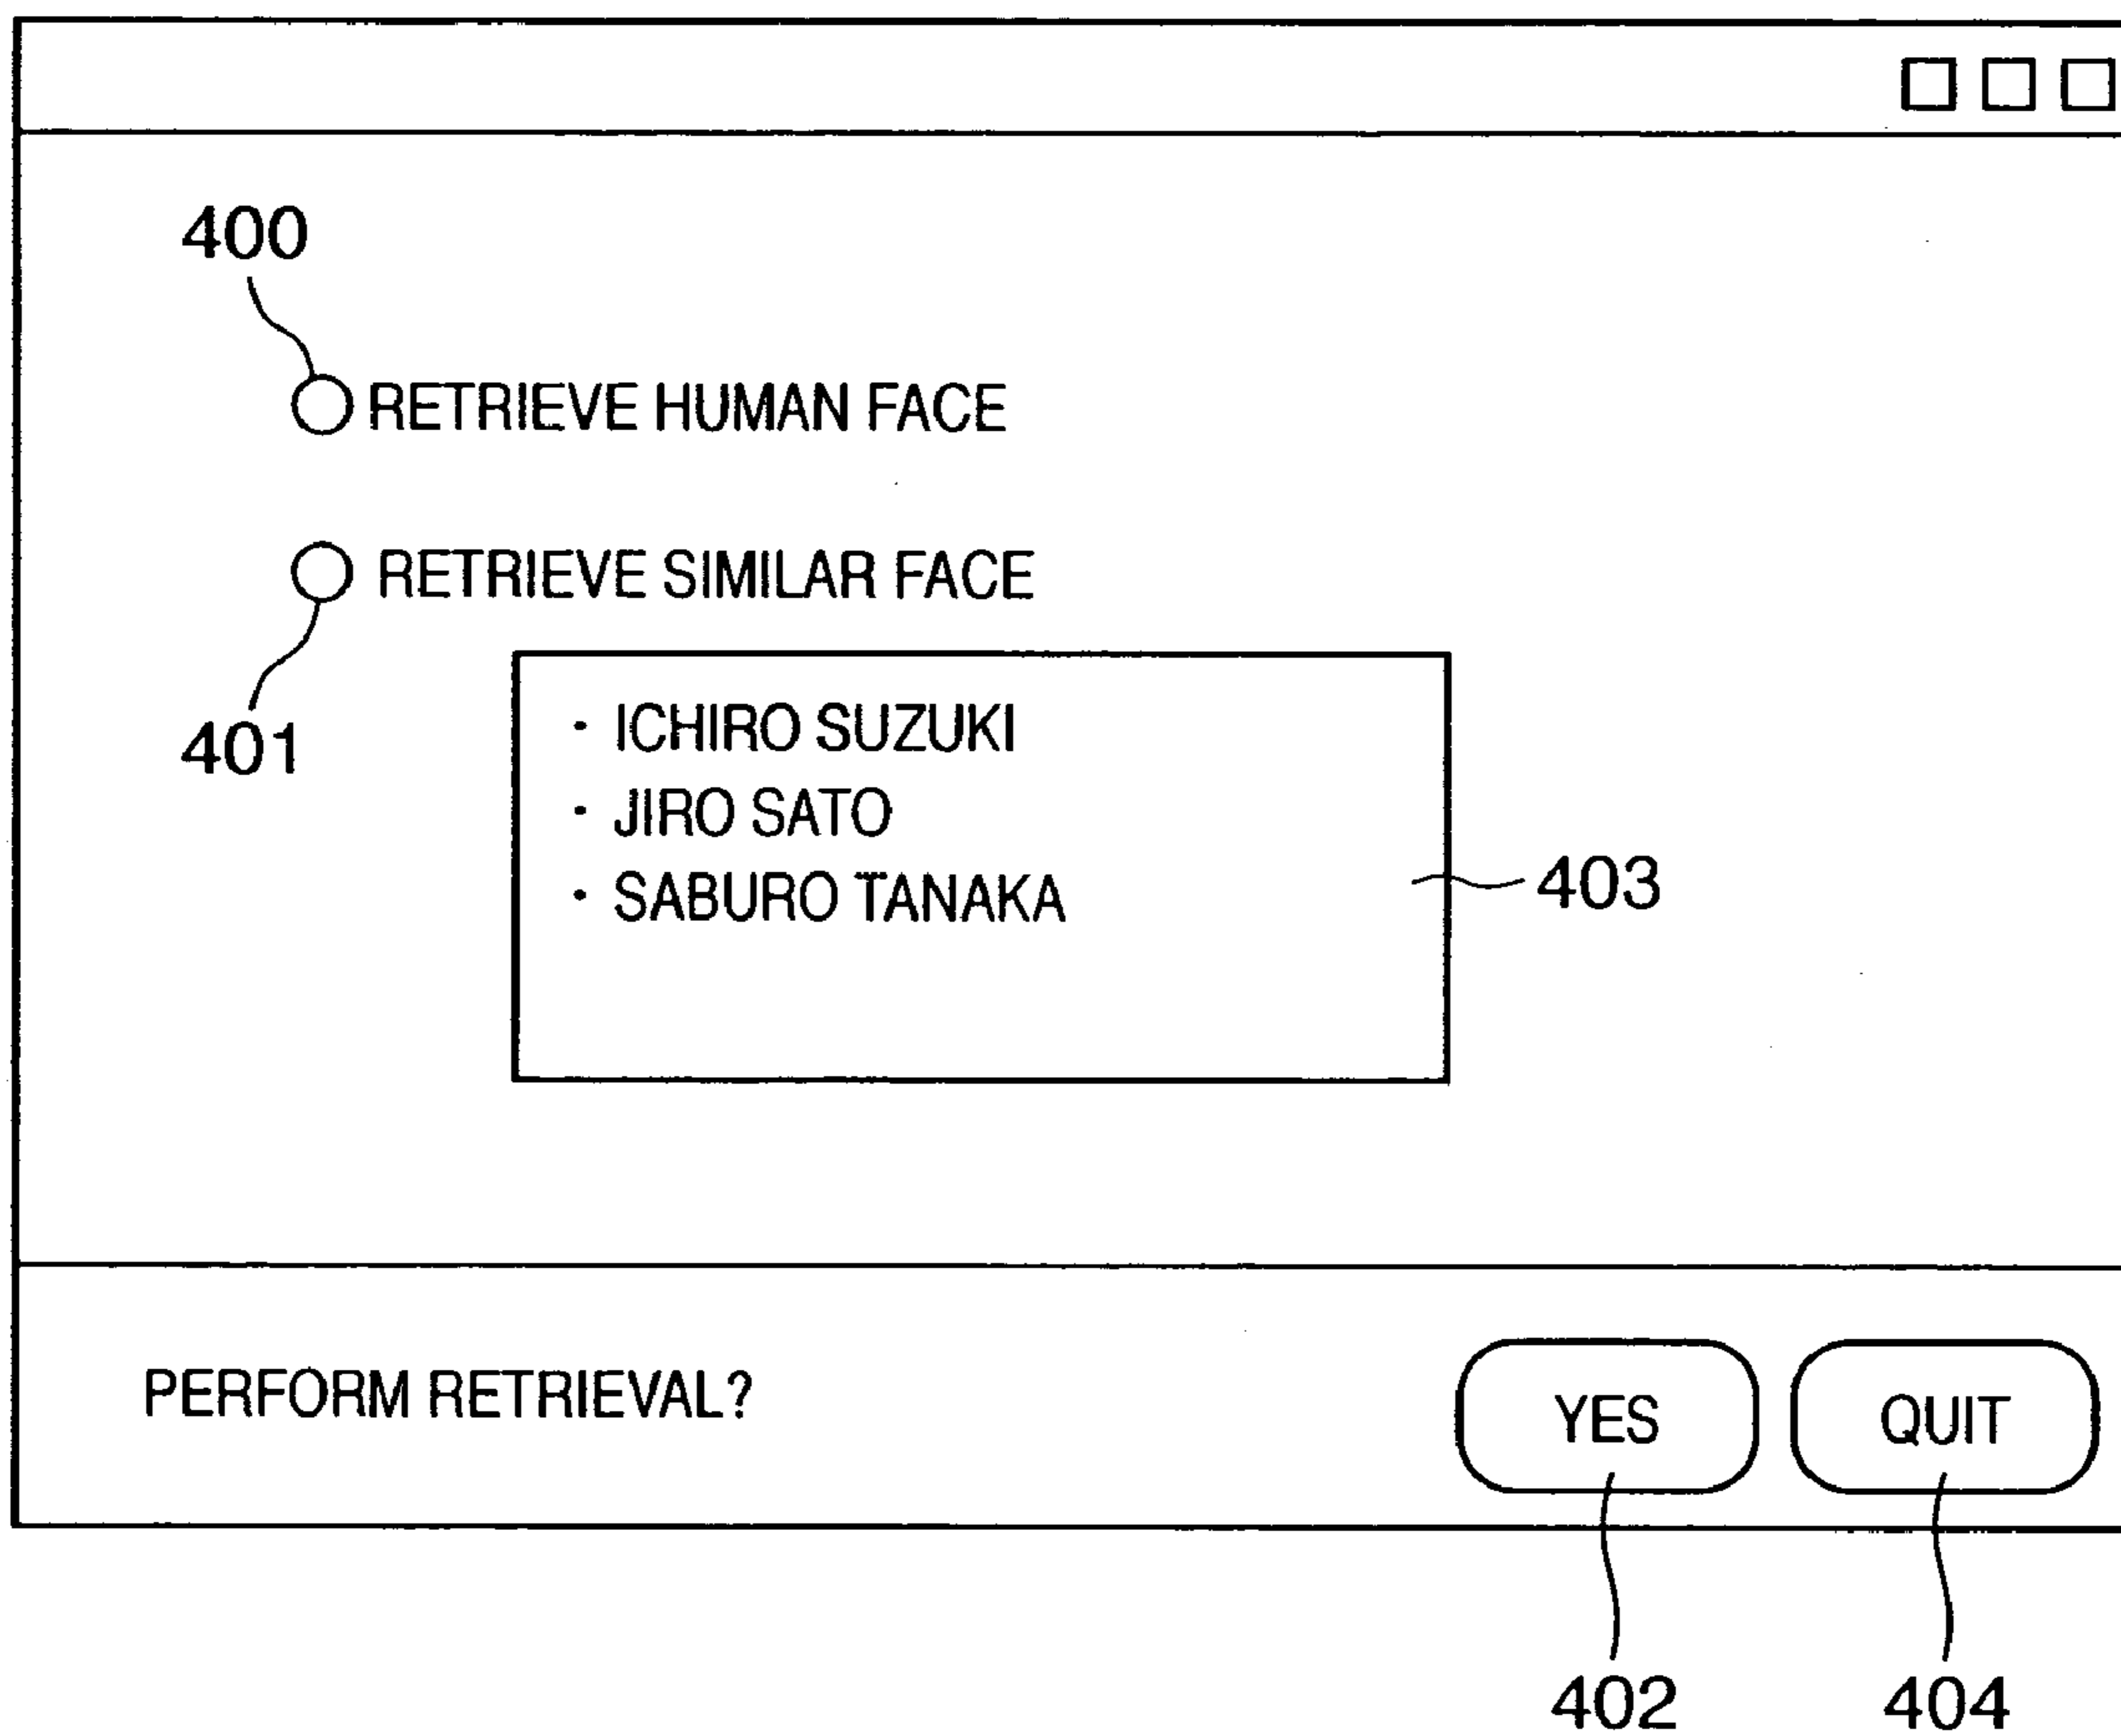 400
RETRIEVE HUMAN FACE
RETRIEVE SIMILAR FACE
401
· ICHIRO SUZUKI
· JIRO SATO
· SABURO TANAKA
403
PERFORM RETRIEVAL?
YES
QUIT
402
404